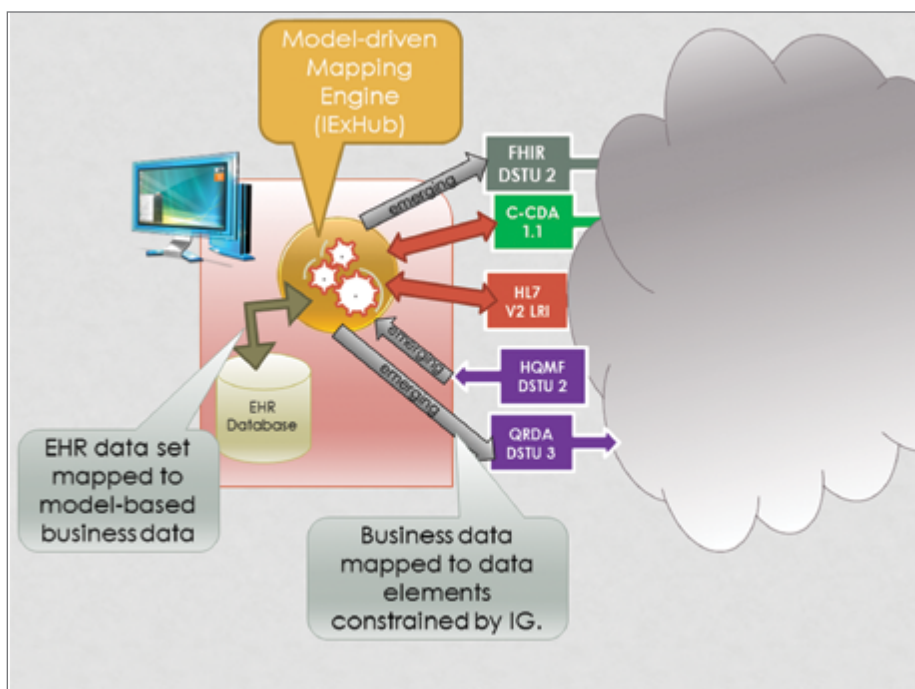 Model-driven
Mapping
Engine
(IExHub)
emerging
FHIR
DSTU 2
C-CDA
1.1
HL7
V2 LRI
emerging
HQMF
DSTU 2
emerging
QRDA
DSTU 3
EHR
Database
EHR data set
mapped to
model-based
business data
Business data
mapped to data
elements
constrained by IG.